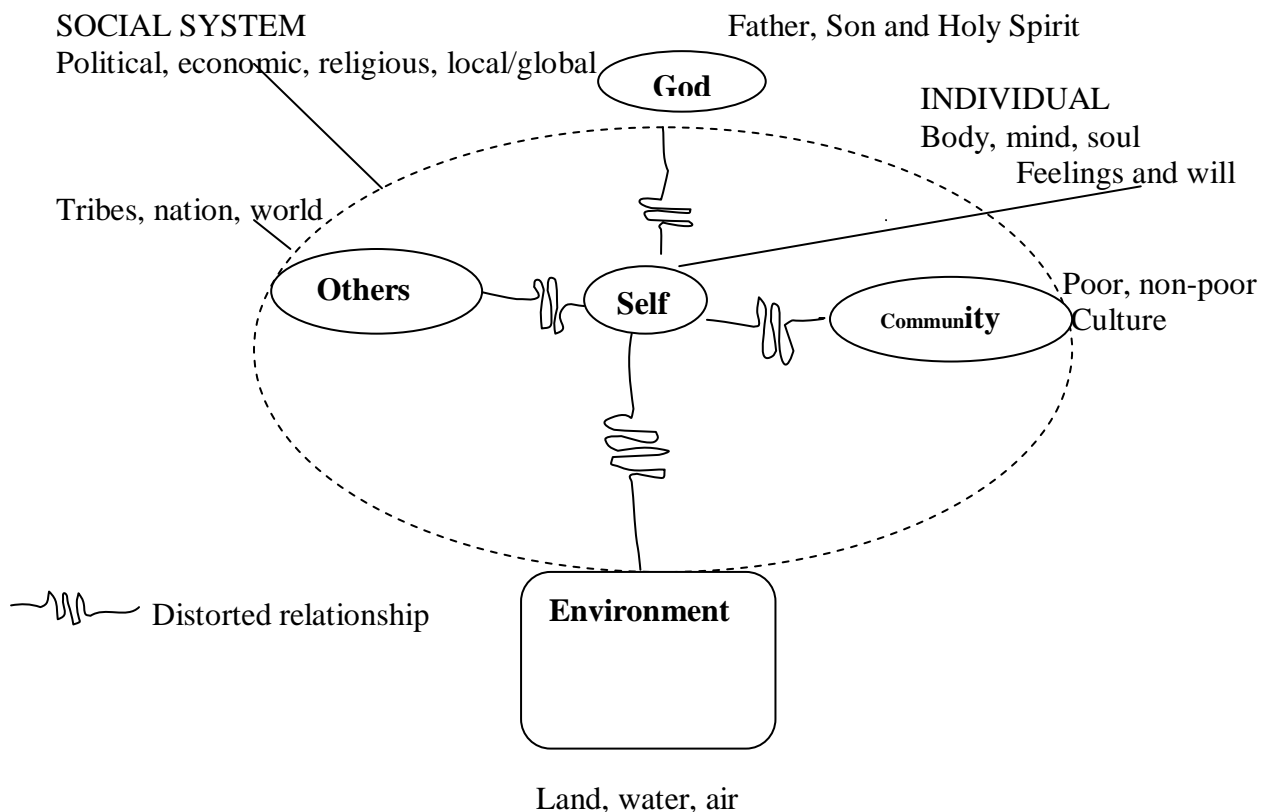 SOCIAL SYSTEM
Political, economic, religious, local/global
Father, Son and Holy Spirit
God
INDIVIDUAL
Body, mind, soul
Feelings and will
Tribes, nation, world
Others
Self
Community
Poor, non-poor
Culture
Distorted relationship
Environment
Land, water, air